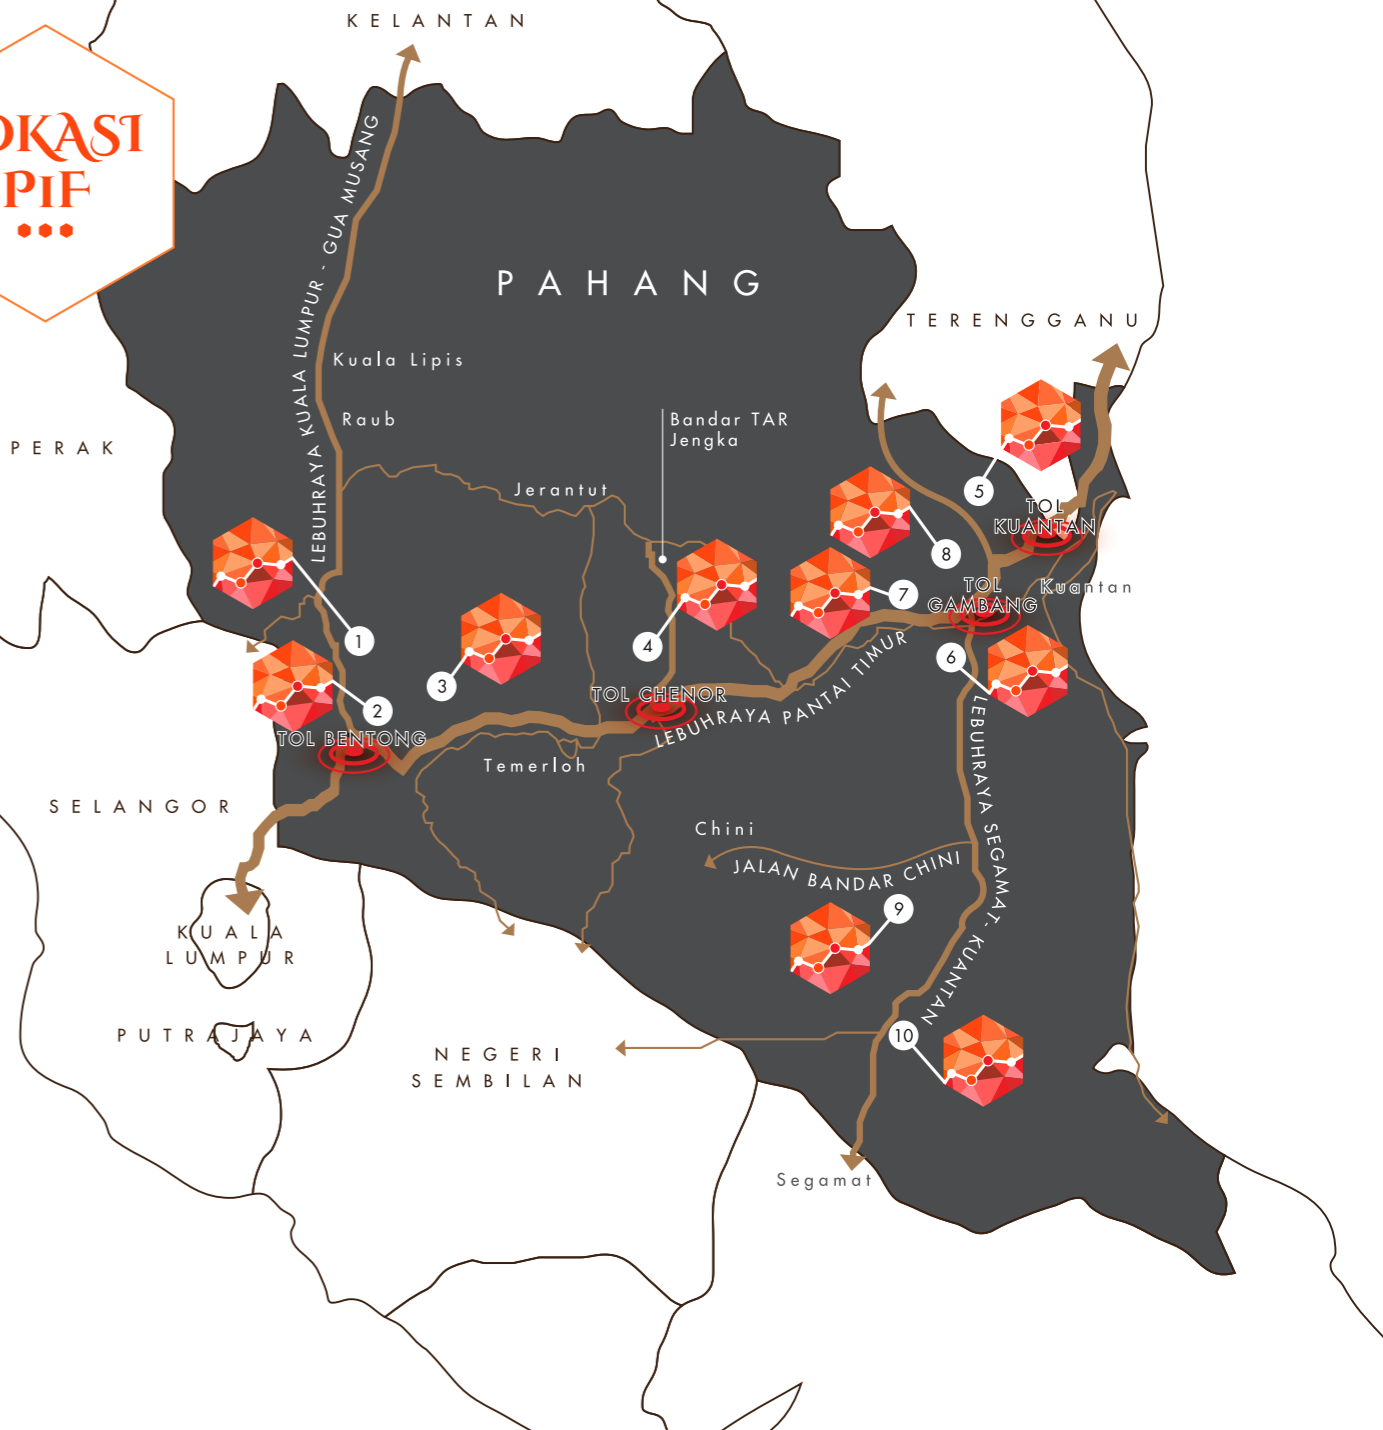 KELANTAN
OKASI
PIF
LEBUHRAYA KUALA LUMPUR - GUA MUSANG
PAHANG
TERENGGANU
Kuala Lipis
Raub
Bandar TAR
Jengka
PERAK
Jerantut
5
TOL
KUANTAN
8
TOL
GAMBANG
Kuantan
7
1
4
6
3
2
TOL CHENOR
LEBUHRAYA PANTAI TIMUR
TOL BENTONG
Temerloh
LEBUHRAYA SEGAMAT- KUANTAN
SELANGOR
Chini
JALAN BANDAR CHINI
9
KUALA
LUMPUR
PUTRAJAYA
10
NEGERI
SEMBILAN
Segamat